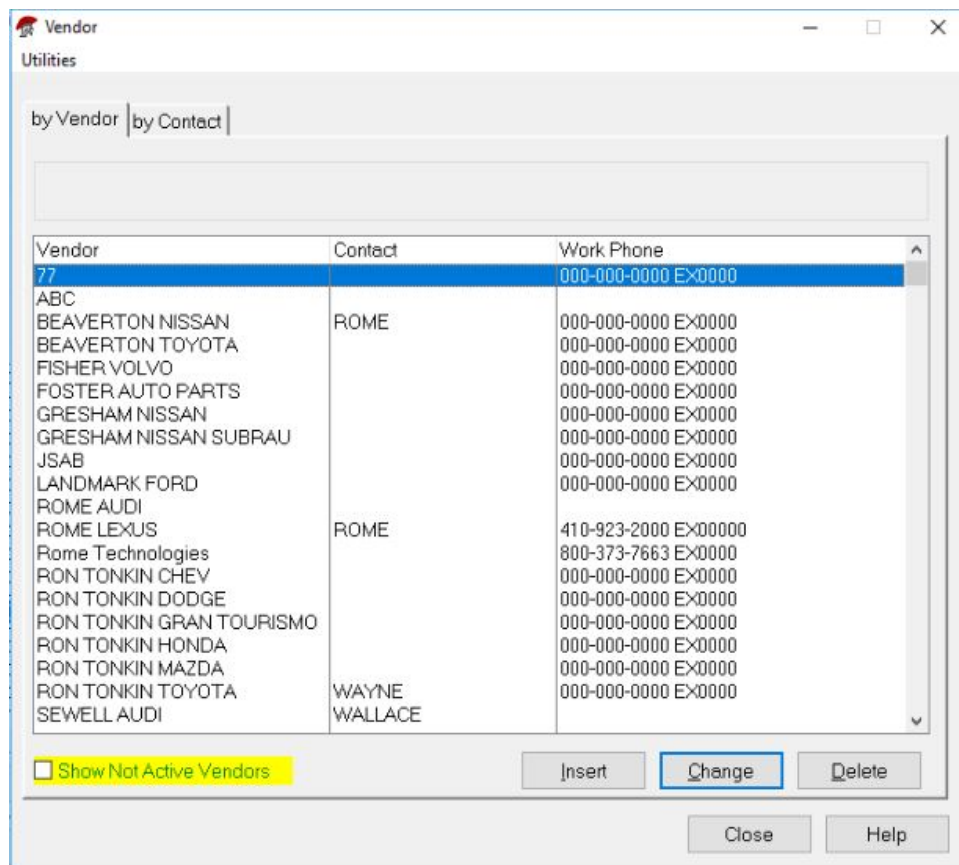 Vendor
Utilities
by Vendor by Contact
Vendor Contact Work Phone
77 000-000-0000 EX0000
ABC
BEAVERTON NISSAN ROME 000-000-0000 EX0000
BEAVERTON TOYOTA 000-000-0000 EX0000
FISHER VOLVO 000-000-0000 EX0000
FOSTER AUTO PARTS 000-000-0000 EX0000
GRESHAM NISSAN 000-000-0000 EX0000
GRESHAM NISSAN SUBRAU 000-000-0000 EX0000
JSAB 000-000-0000 EX0000
LANDMARK FORD 000-000-0000 EX0000
ROME AUDI
ROME LEXUS ROME 410-923-2000 EX00000
Rome Technologies 800-373-7663 EX0000
RON TONKIN CHEV 000-000-0000 EX0000
RON TONKIN DODGE 000-000-0000 EX0000
RON TONKIN GRAN TOURISMO 000-000-0000 EX0000
RON TONKIN HONDA 000-000-0000 EX0000
RON TONKIN MAZDA 000-000-0000 EX0000
RON TONKIN TOYOTA WAYNE 000-000-0000 EX0000
SEWELL AUDI WALLACE
Show Not Active Vendors Insert Change Delete
Close Help